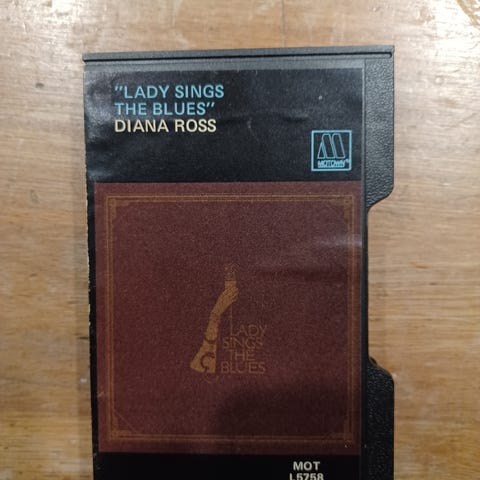 "LADY SINGS
THE BLUES"
DIANA ROSS
MOTOWN
LADY
SINGS
THE
BLUES
MOT
L5758